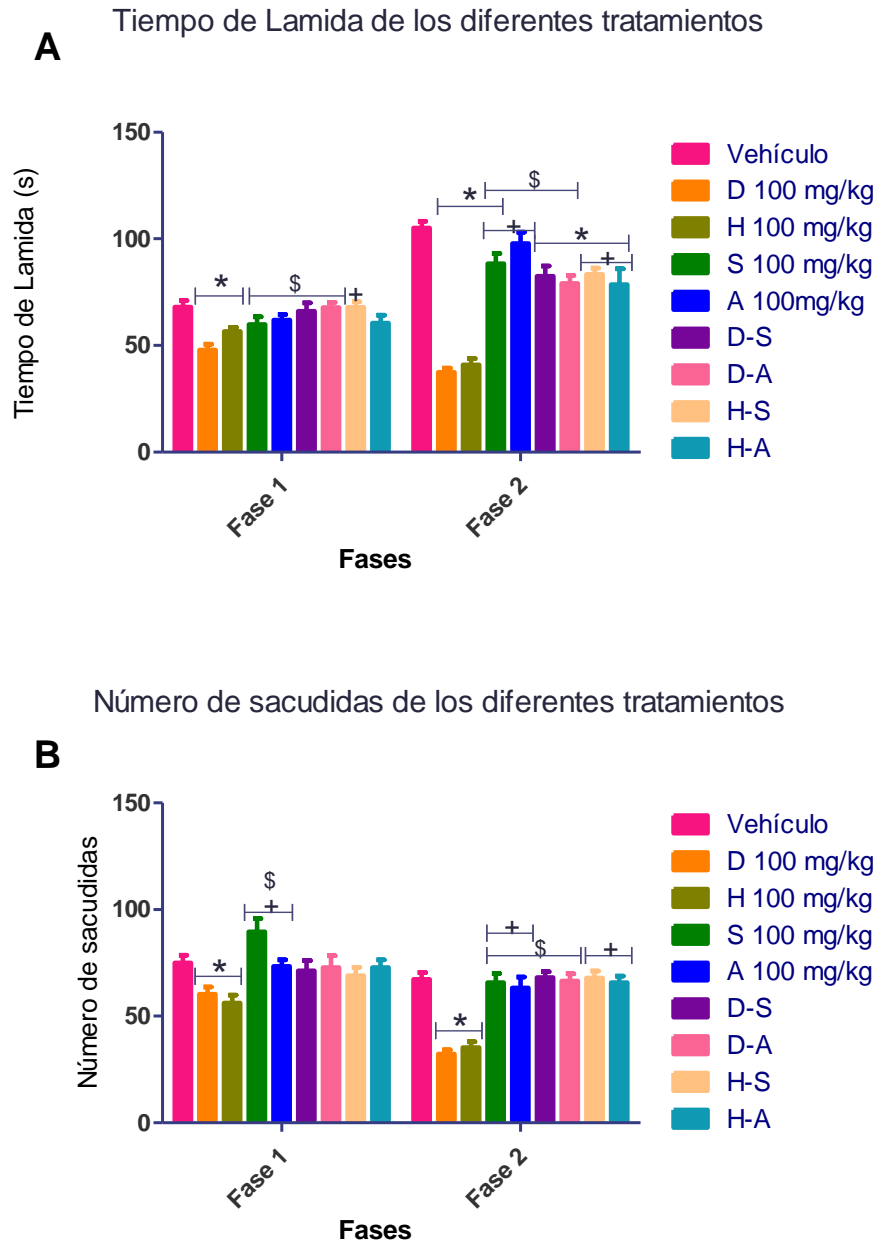 Tiempo de Lamida de los diferentes tratamientos
A
Tiempo de Lamida (s)
150
100
50
0
*
$
+
*
$
+
*
+
Fase 1
Fase 2
Fases
Vehículo
D 100 mg/kg
H 100 mg/kg
S 100 mg/kg
A 100mg/kg
D-S
D-A
H-S
H-A
Número de sacudidas de los diferentes tratamientos
B
Número de sacudidas
150
100
50
0
*
$
+
*
+
$
+
Fase 1
Fase 2
Fases
Vehículo
D 100 mg/kg
H 100 mg/kg
S 100 mg/kg
A 100 mg/kg
D-S
D-A
H-S
H-A